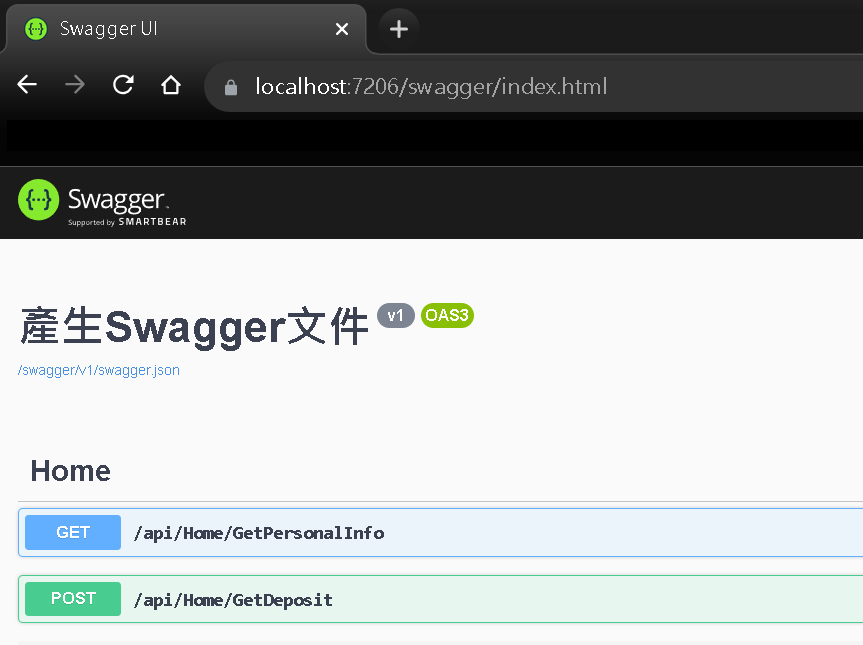 Swagger UI
localhost:7206/swagger/index.html
Swagger
Supported by SMARTBEAR
產生Swagger文件 v1 OAS3
/swagger/v1/swagger.json
Home
GET /api/Home/GetPersonalInfo
POST /api/Home/GetDeposit